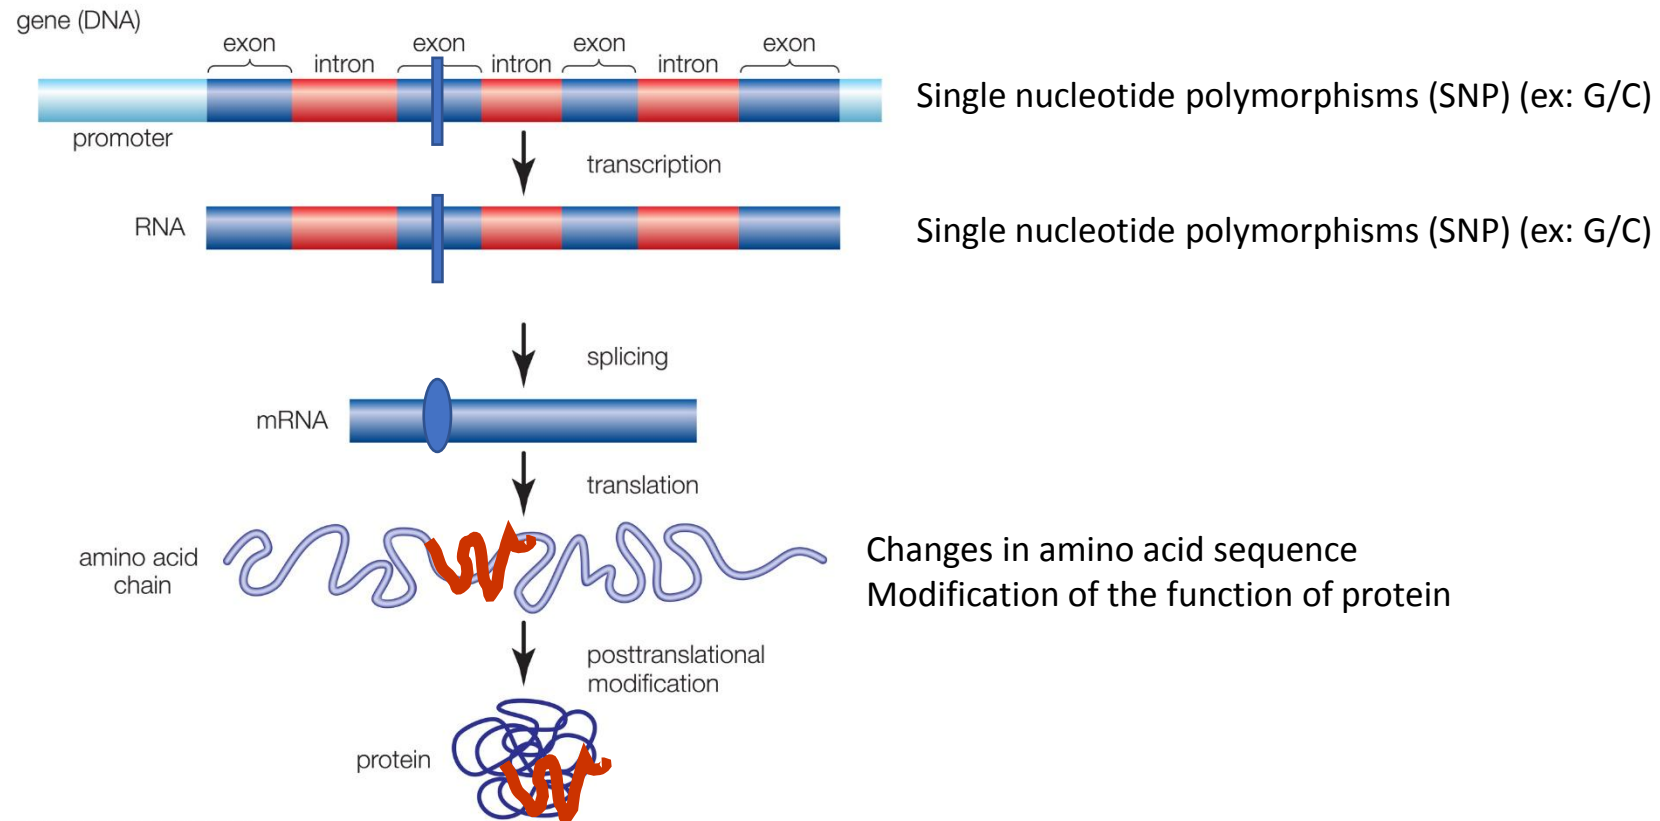 gene (DNA)
exon
intron
exon
intron
exon
intron
exon
promoter
Single nucleotide polymorphisms (SNP) (ex: G/C)
transcription
RNA
Single nucleotide polymorphisms (SNP) (ex: G/C)
splicing
mRNA
translation
amino acid
chain
Changes in amino acid sequence
Modification of the function of protein
posttranslational
modification
protein